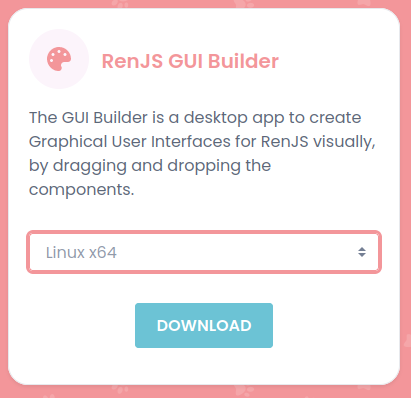 RenJS GUI Builder
The GUI Builder is a desktop app to create
Graphical User Interfaces for RenJS visually,
by dragging and dropping the
components.
Linux x64
DOWNLOAD